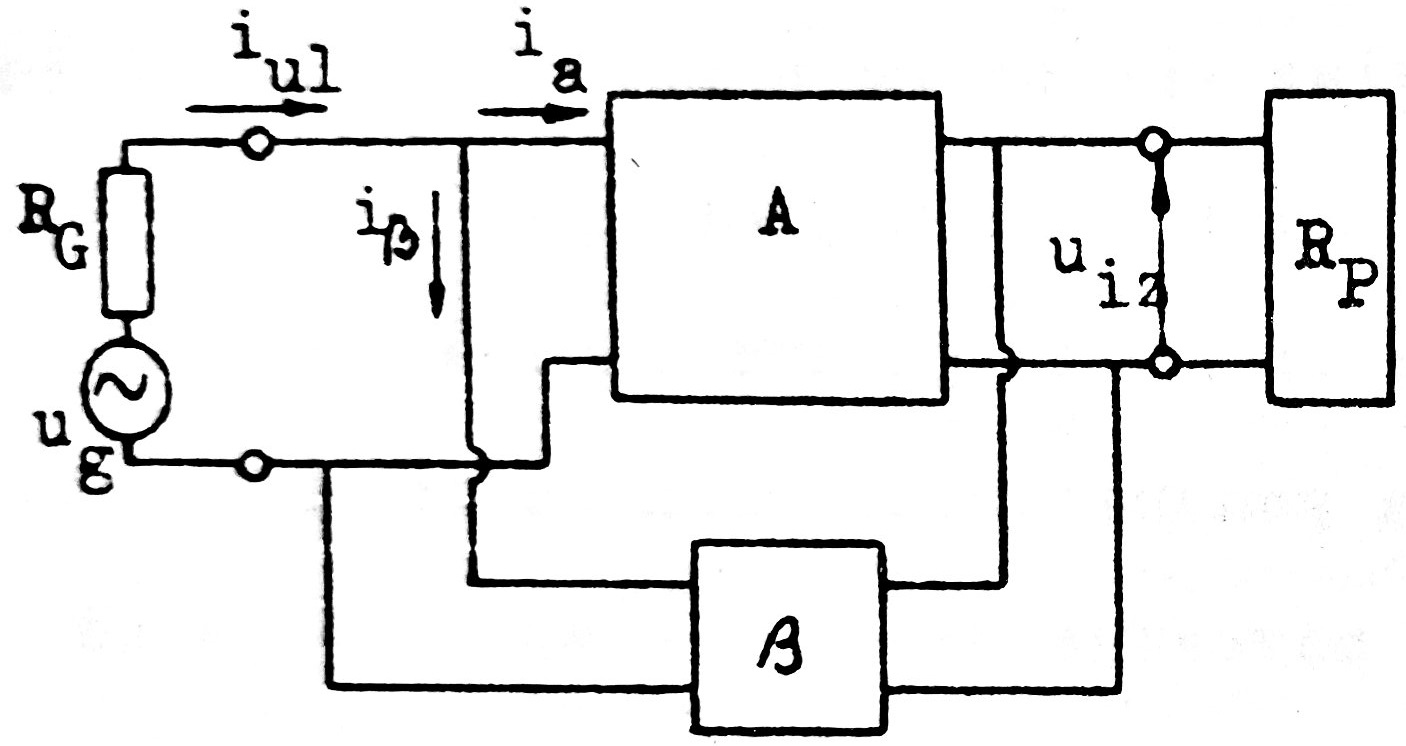 i_ul
i_a
R_G
i_β
A
u_iz
R_P
u_g
β